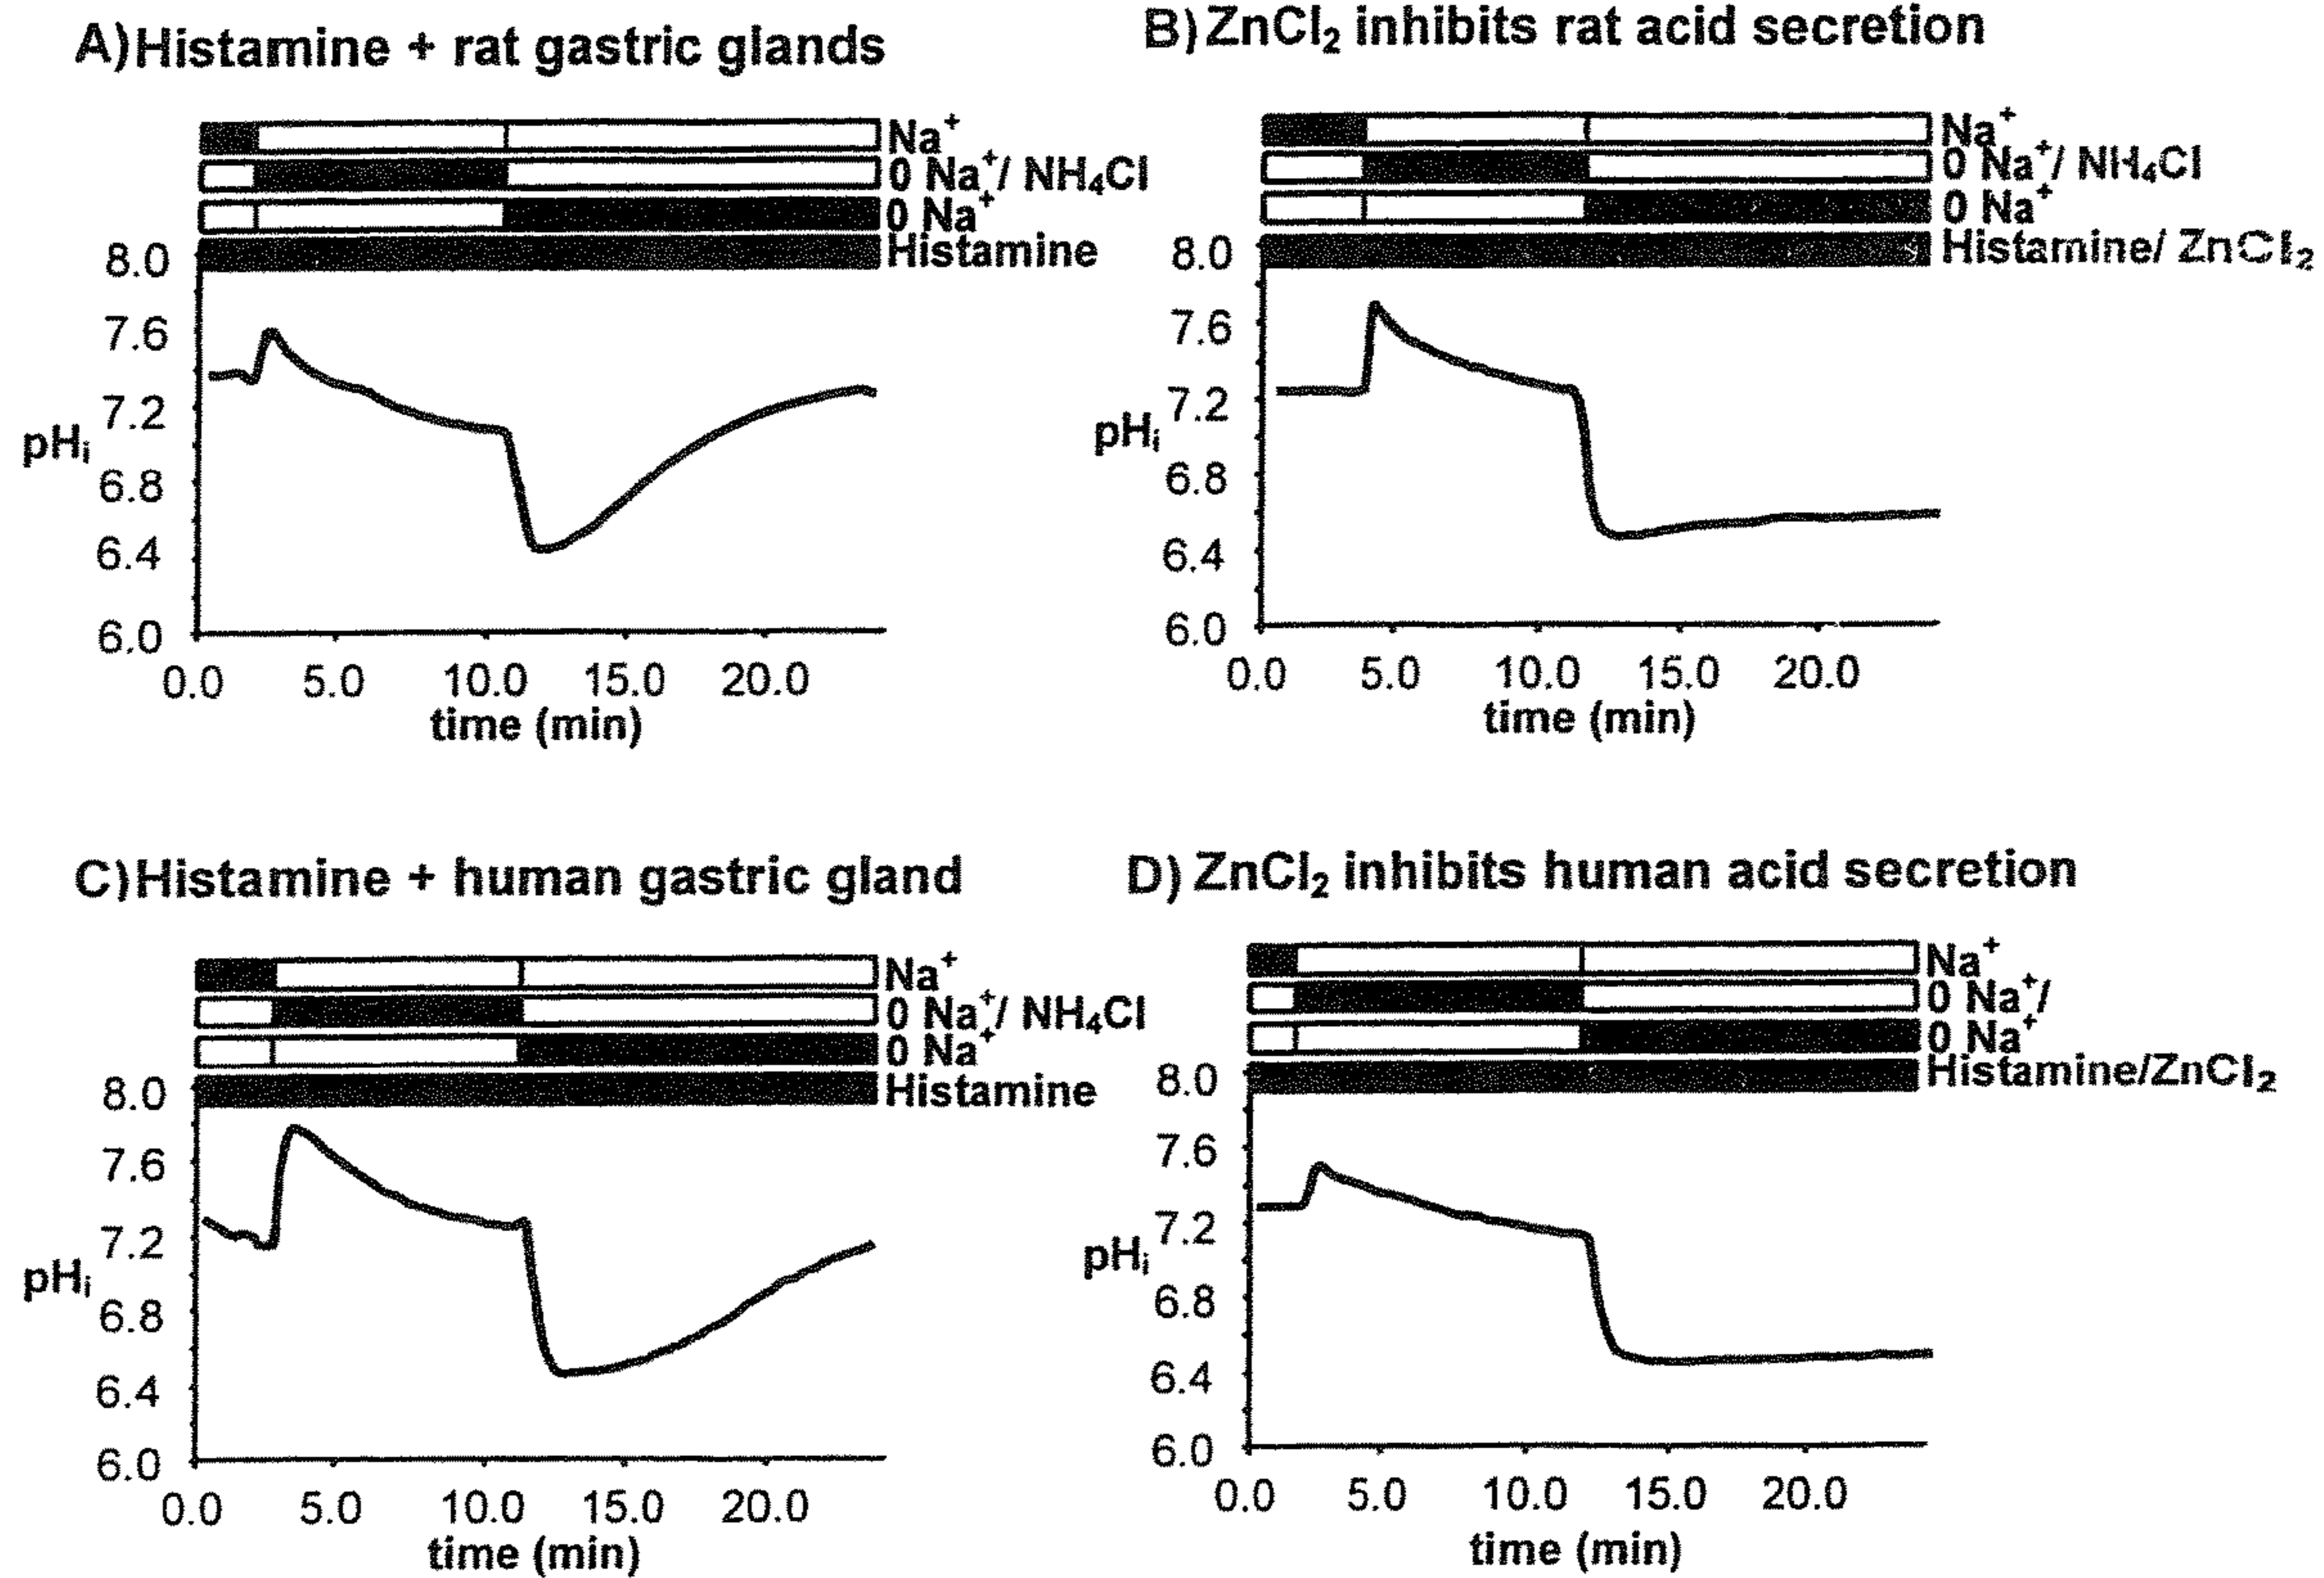 A) Histamine + rat gastric glands
Na⁺
0 Na⁺/ NH₄Cl
0 Na⁺
Histamine
8.0
7.6
7.2
pHᵢ
6.8
6.4
6.0
0.0 5.0 10.0 15.0 20.0
time (min)
B) ZnCl₂ inhibits rat acid secretion
Na⁺
0 Na⁺/ NH₄Cl
0 Na⁺
Histamine/ ZnCl₂
8.0
7.6
7.2
pHᵢ
6.8
6.4
6.0
0.0 5.0 10.0 15.0 20.0
time (min)
C) Histamine + human gastric gland
Na⁺
0 Na⁺/ NH₄Cl
0 Na⁺
Histamine
8.0
7.6
7.2
pHᵢ
6.8
6.4
6.0
0.0 5.0 10.0 15.0 20.0
time (min)
D) ZnCl₂ inhibits human acid secretion
Na⁺
0 Na⁺/
0 Na⁺
Histamine/ZnCl₂
8.0
7.6
7.2
pHᵢ
6.8
6.4
6.0
0.0 5.0 10.0 15.0 20.0
time (min)